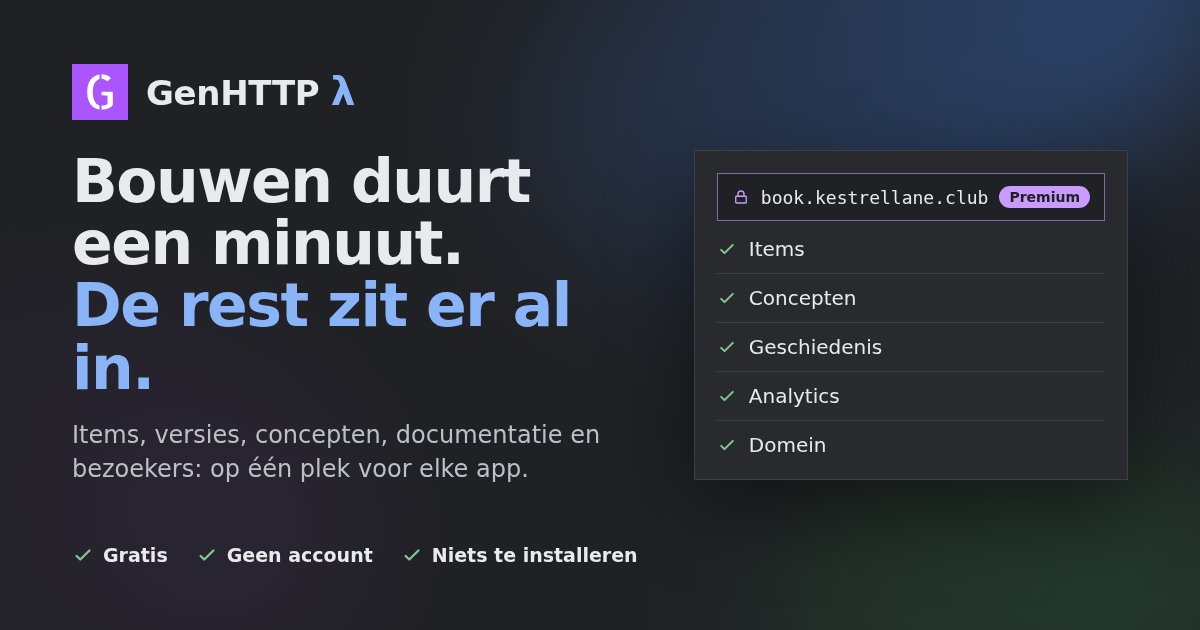 GenHTTP λ
Bouwen duurt
een minuut.
De rest zit er al
in.
Items, versies, concepten, documentatie en
bezoekers: op één plek voor elke app.
Gratis
Geen account
Niets te installeren
book.kestrellane.club
Premium
Items
Concepten
Geschiedenis
Analytics
Domein